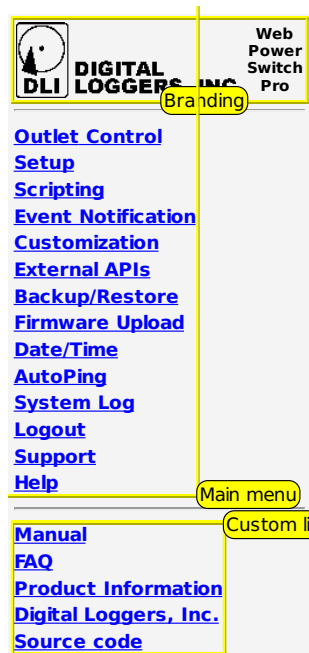 Web
Power
Switch
Pro
DIGITAL
DLI LOGGERS, INC
Branding
Outlet Control
Setup
Scripting
Event Notification
Customization
External APIs
Backup/Restore
Firmware Upload
Date/Time
AutoPing
System Log
Logout
Support
Help
Main menu
Custom li
Manual
FAQ
Product Information
Digital Loggers, Inc.
Source code